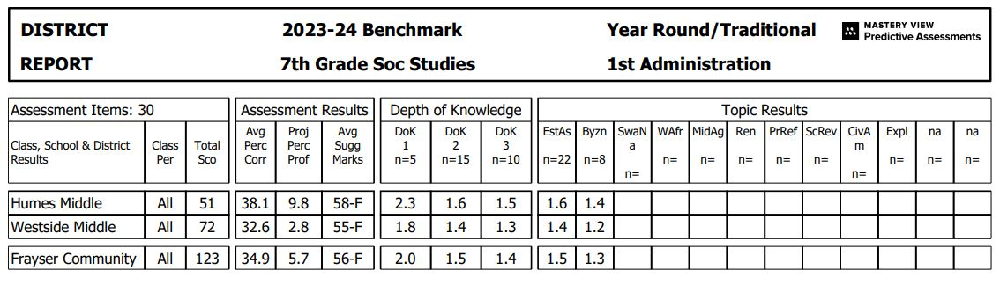 DISTRICT 2023-24 Benchmark Year Round/Traditional MASTERY VIEW Predictive Assessments
REPORT 7th Grade Soc Studies 1st Administration
Assessment Items: 30 Assessment Results Depth of Knowledge Topic Results
Class, School & District Results Class Per Total Sco Avg Perc Corr Proj Perc Prof Avg Sugg Marks DoK 1 n=5 DoK 2 n=15 DoK 3 n=10 EstAs n=22 Byzn n=8 SwaNa n= WAfr n= MidAg n= Ren n= PrRef n= ScRev n= CivAm n= Expl n= na n= na n=
Humes Middle All 51 38.1 9.8 58-F 2.3 1.6 1.5 1.6 1.4
Westside Middle All 72 32.6 2.8 55-F 1.8 1.4 1.3 1.4 1.2
Frayser Community All 123 34.9 5.7 56-F 2.0 1.5 1.4 1.5 1.3